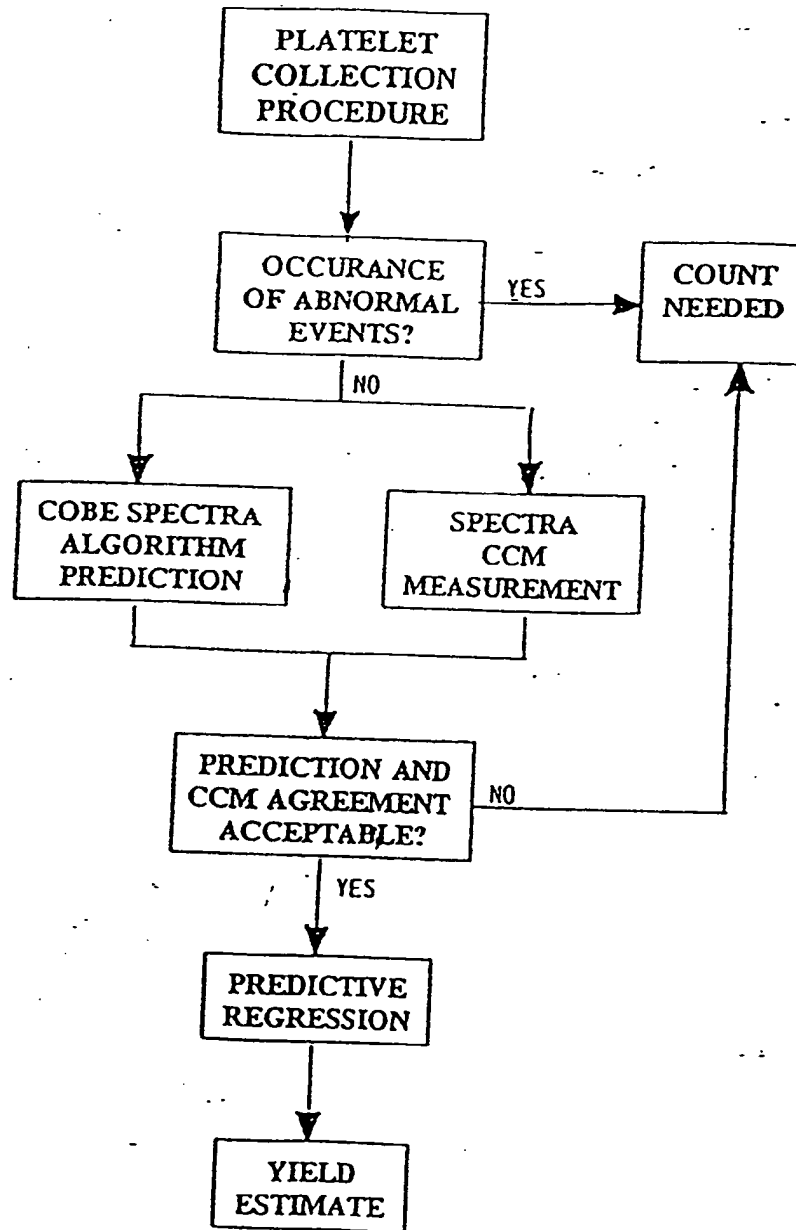 PLATELET
COLLECTION
PROCEDURE
OCCURANCE
OF ABNORMAL
EVENTS?
YES
COUNT
NEEDED
NO
COBE SPECTRA
ALGORITHM
PREDICTION
SPECTRA
CCM
MEASUREMENT
PREDICTION AND
CCM AGREEMENT
ACCEPTABLE?
NO
YES
PREDICTIVE
REGRESSION
YIELD
ESTIMATE